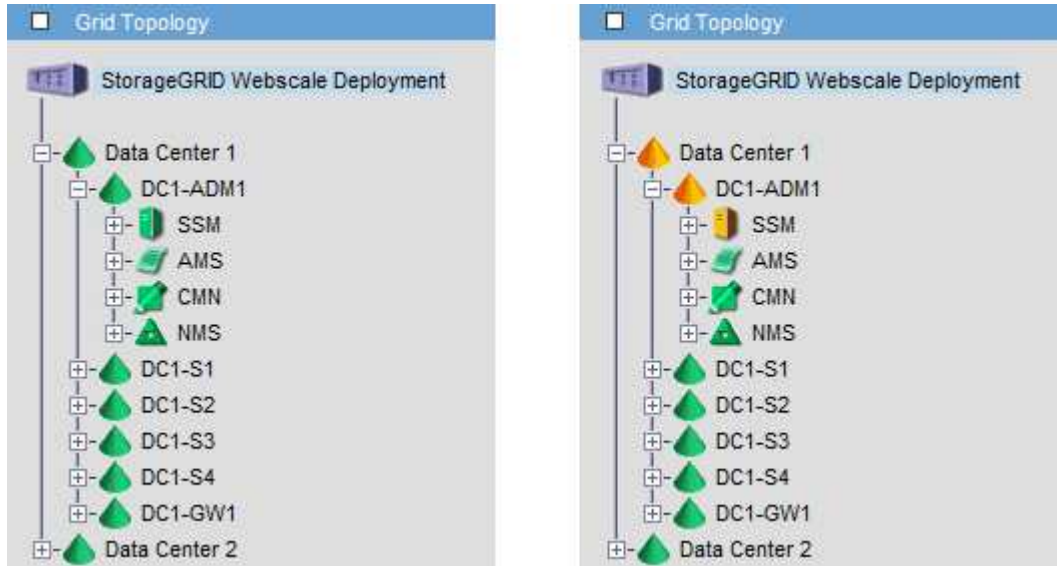 Grid Topology
StorageGRID Webscale Deployment
Data Center 1
DC1-ADM1
SSM
AMS
CMN
NMS
DC1-S1
DC1-S2
DC1-S3
DC1-S4
DC1-GW1
Data Center 2
Grid Topology
StorageGRID Webscale Deployment
Data Center 1
DC1-ADM1
SSM
AMS
CMN
NMS
DC1-S1
DC1-S2
DC1-S3
DC1-S4
DC1-GW1
Data Center 2